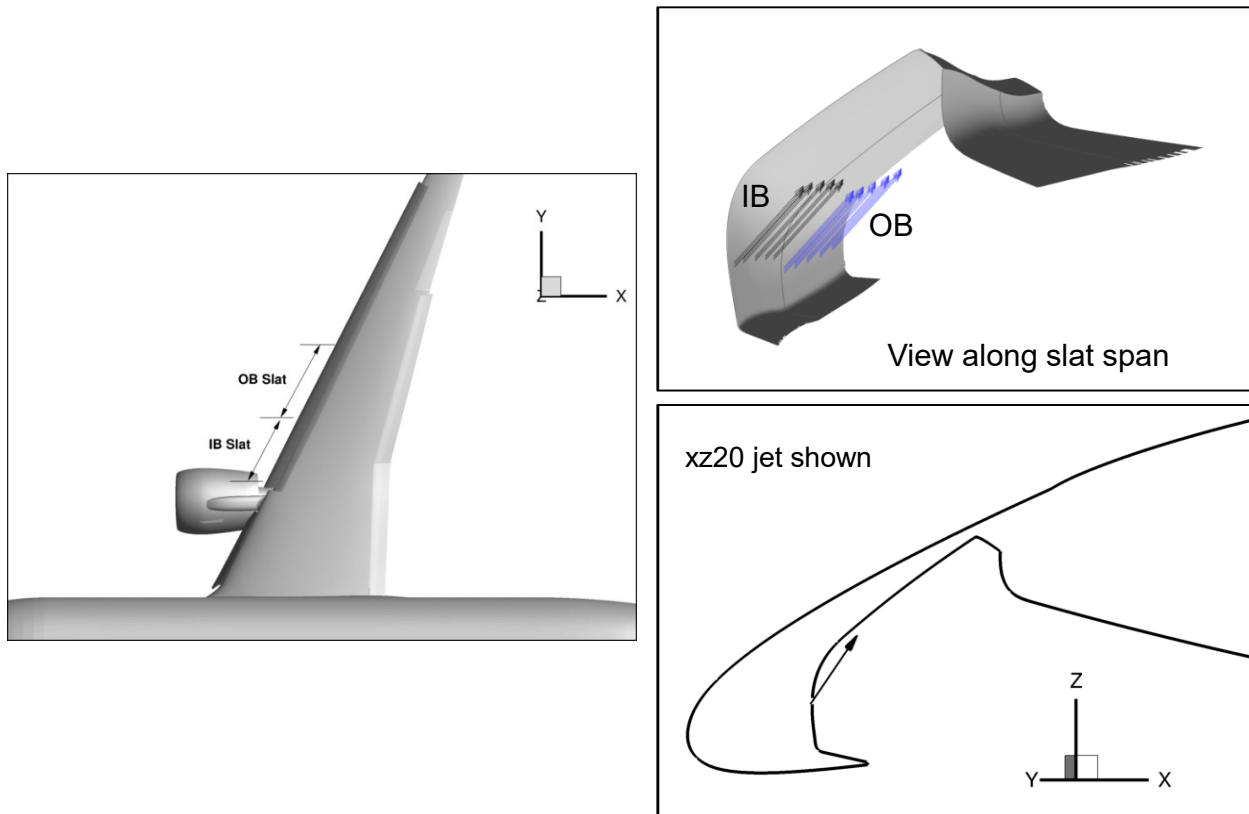 Y
Z
X
OB Slat
IB Slat
IB
OB
View along slat span
xz20 jet shown
Z
Y
X